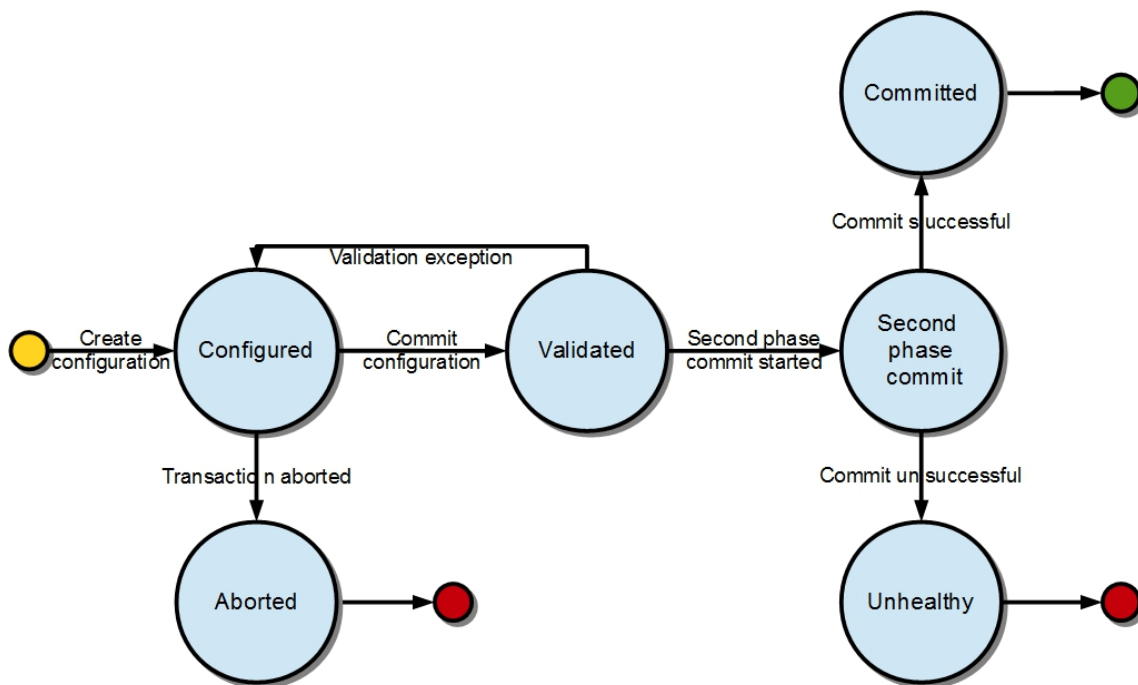 Committed
Commit successful
Validation exception
Create
configuration
Configured
Commit
configuration
Validated
Second phase
commit started
Second
phase
commit
Transaction aborted
Commit unsuccessful
Aborted
Unhealthy